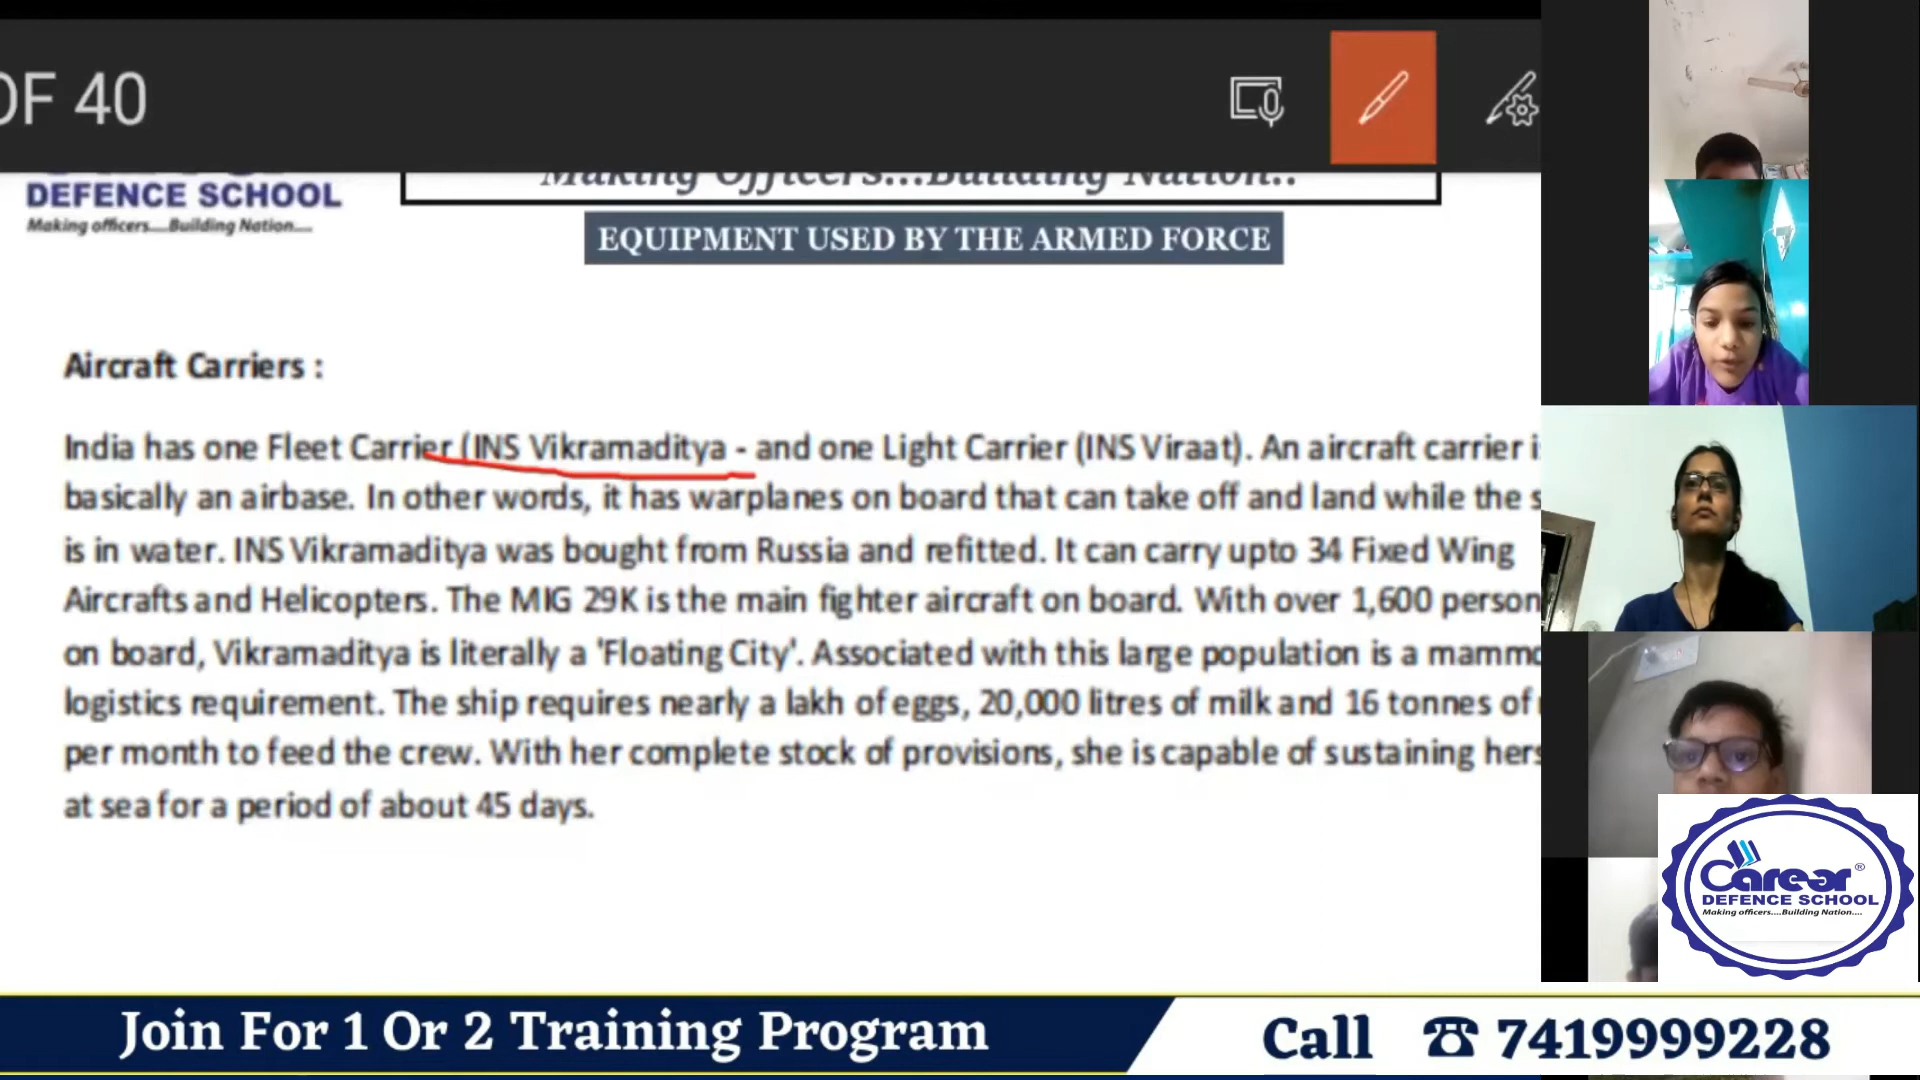 OF 40
Making Officers...Building Nation..
DEFENCE SCHOOL
Making officers....Building Nation....
EQUIPMENT USED BY THE ARMED FORCE
Aircraft Carriers :
India has one Fleet Carrier (INS Vikramaditya - and one Light Carrier (INS Viraat). An aircraft carrier
basically an airbase. In other words, it has warplanes on board that can take off and land while the
is in water. INS Vikramaditya was bought from Russia and refitted. It can carry upto 34 Fixed Wing
Aircrafts and Helicopters. The MIG 29K is the main fighter aircraft on board. With over 1,600 person
on board, Vikramaditya is literally a 'Floating City'. Associated with this large population is a mammo
logistics requirement. The ship requires nearly a lakh of eggs, 20,000 litres of milk and 16 tonnes of
per month to feed the crew. With her complete stock of provisions, she is capable of sustaining hers
at sea for a period of about 45 days.
Carear®
DEFENCE SCHOOL
Making officers....Building Nation....
Join For 1 Or 2 Training Program
Call ☎ 7419999228